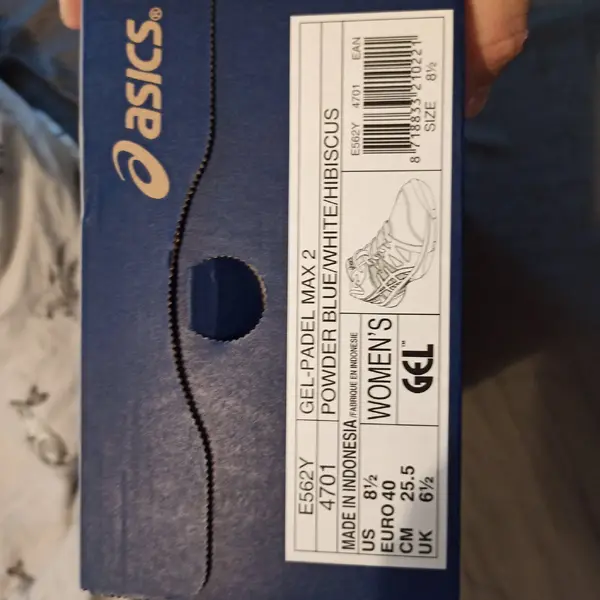 asics®
E562Y GEL-PADEL MAX 2
4701 POWDER BLUE/WHITE/HIBISCUS
MADE IN INDONESIA /FABRIQUE EN INDONESIE
US 8½
EURO 40
CM 25.5
UK 6½
WOMEN'S
GEL
E562Y 4701 EAN
8 718833 210221
SIZE 8½